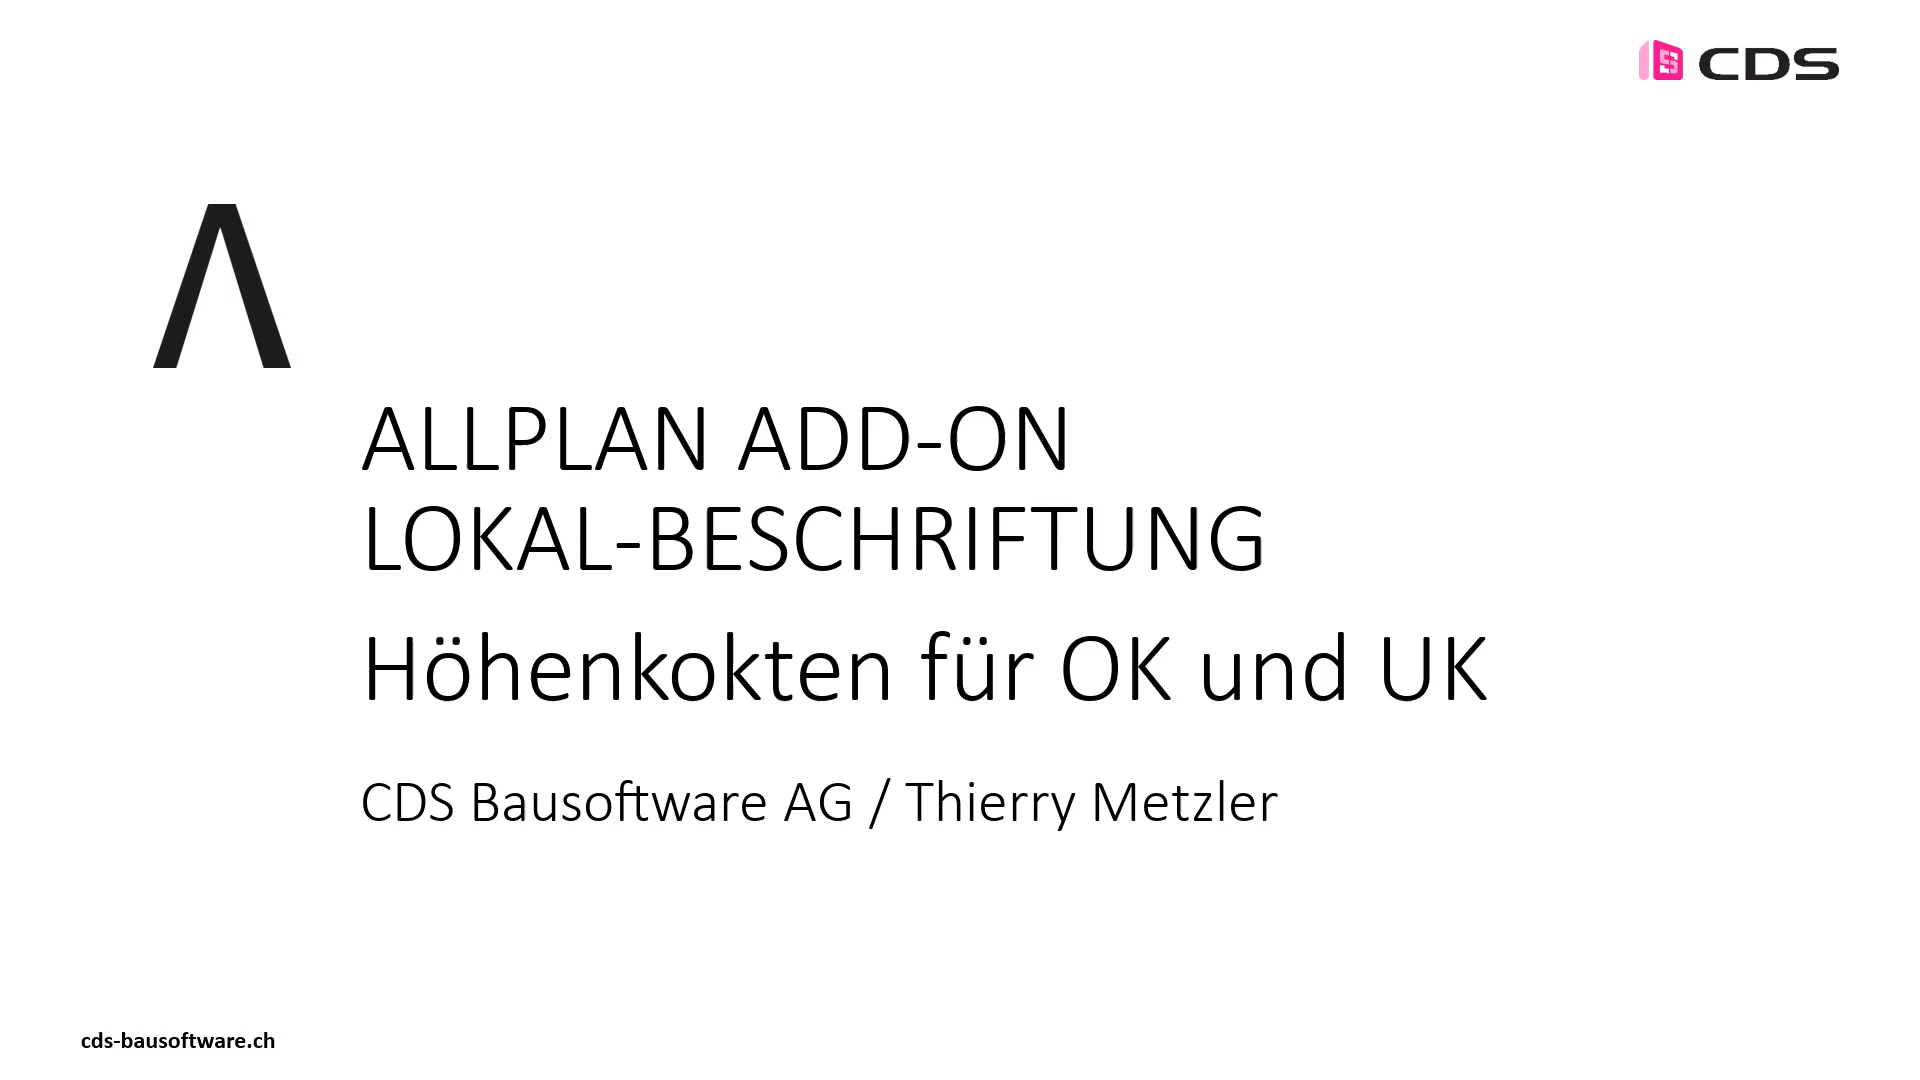 CDS
ALLPLAN ADD-ON
LOKAL-BESCHRIFTUNG
Höhenkokten für OK und UK
CDS Bausoftware AG / Thierry Metzler
cds-bausoftware.ch